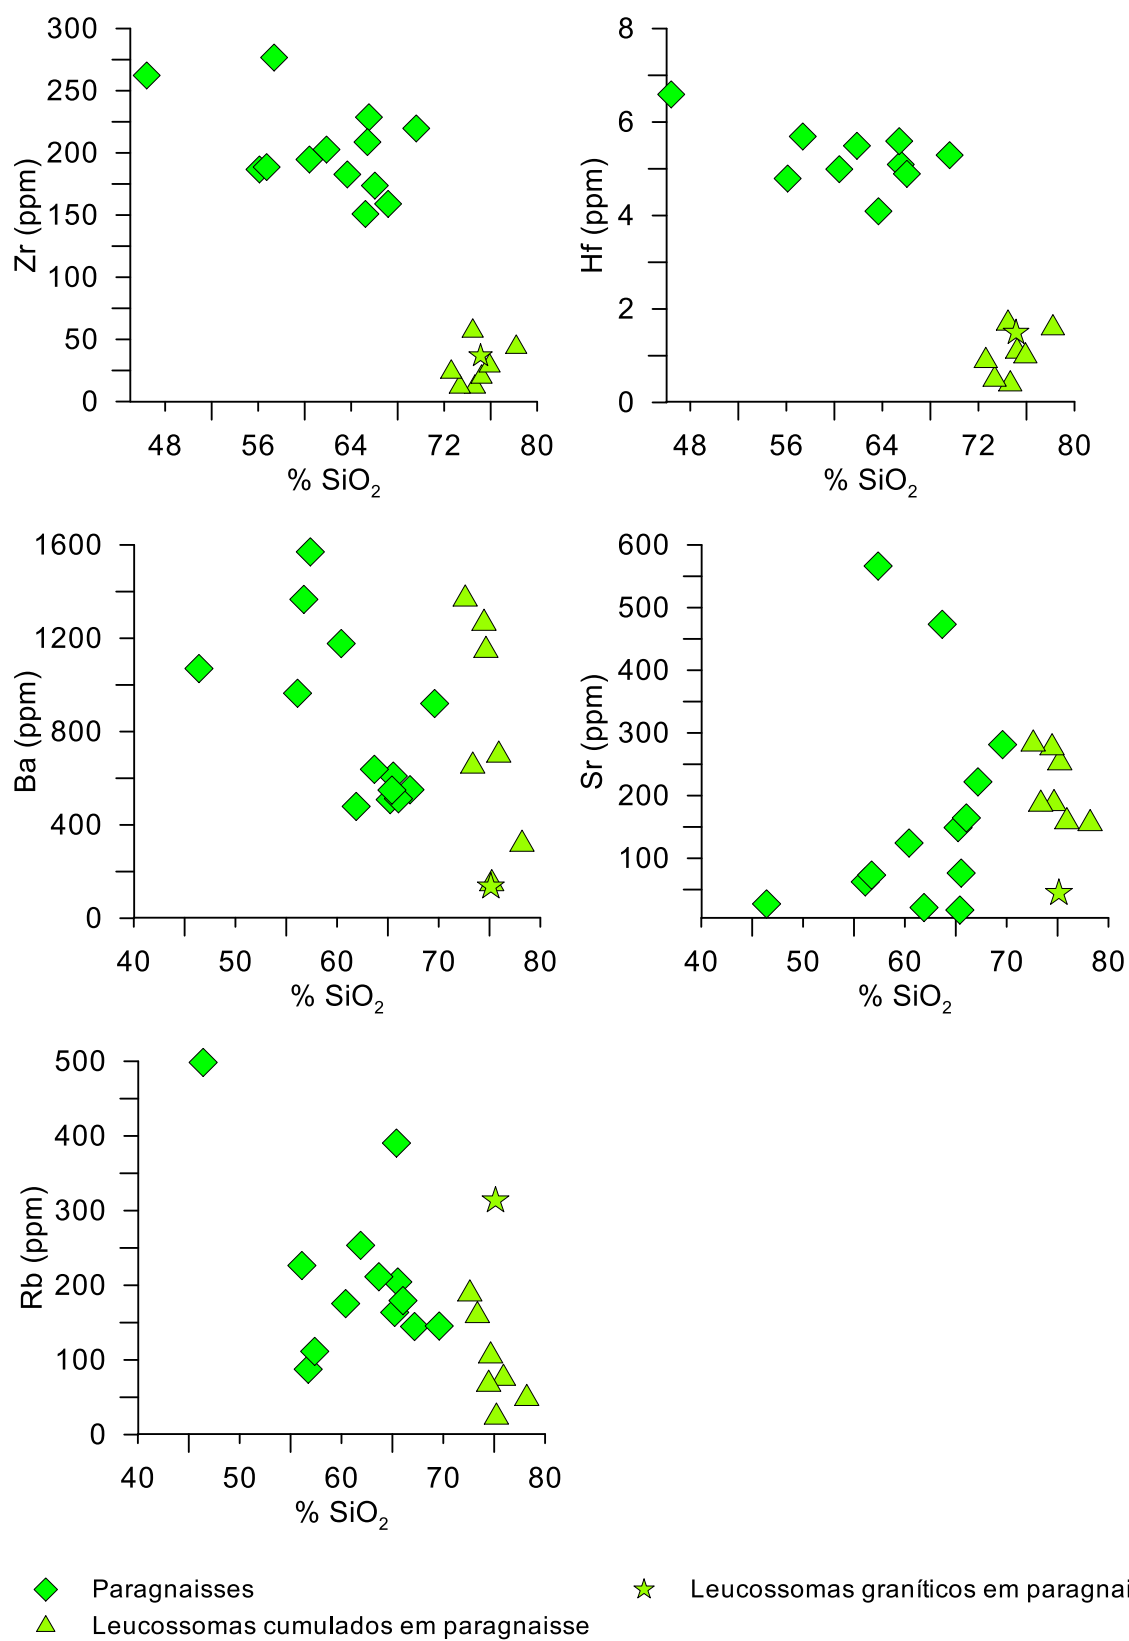 300
250
200
150
100
50
0
Zr (ppm)
48 56 64 72 80
% SiO₂
8
6
4
2
0
Hf (ppm)
48 56 64 72 80
% SiO₂
1600
1200
800
400
0
Ba (ppm)
40 50 60 70 80
% SiO₂
600
500
400
300
200
100
Sr (ppm)
40 50 60 70 80
% SiO₂
500
400
300
200
100
0
Rb (ppm)
40 50 60 70 80
% SiO₂
Paragnaisses
Leucossomas cumulados em paragnaisse
Leucossomas graníticos em paragnai